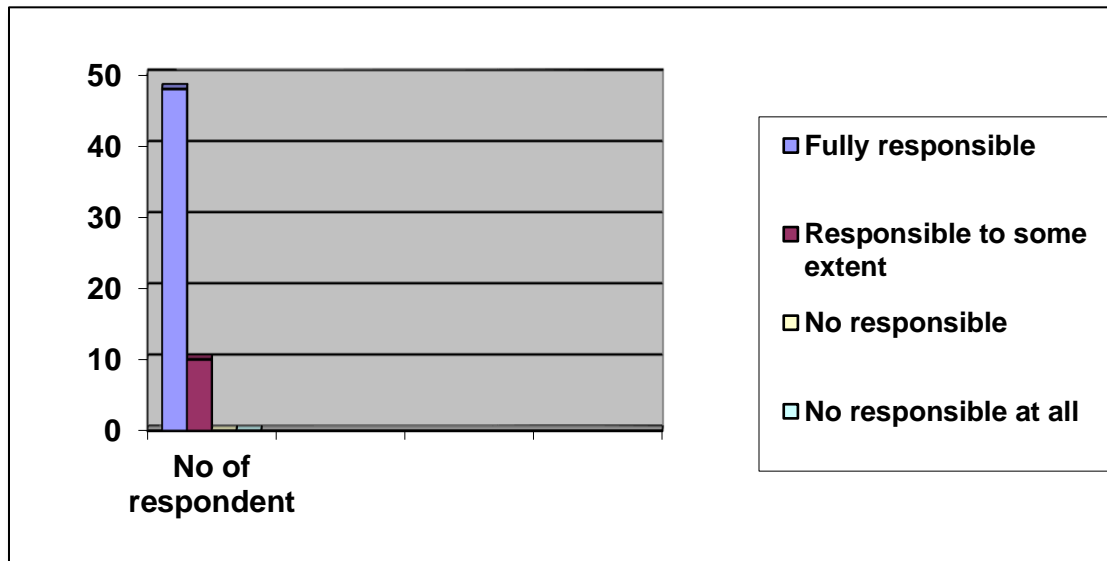 50
40
30
20
10
0
No of
respondent
Fully responsible
Responsible to some
extent
No responsible
No responsible at all